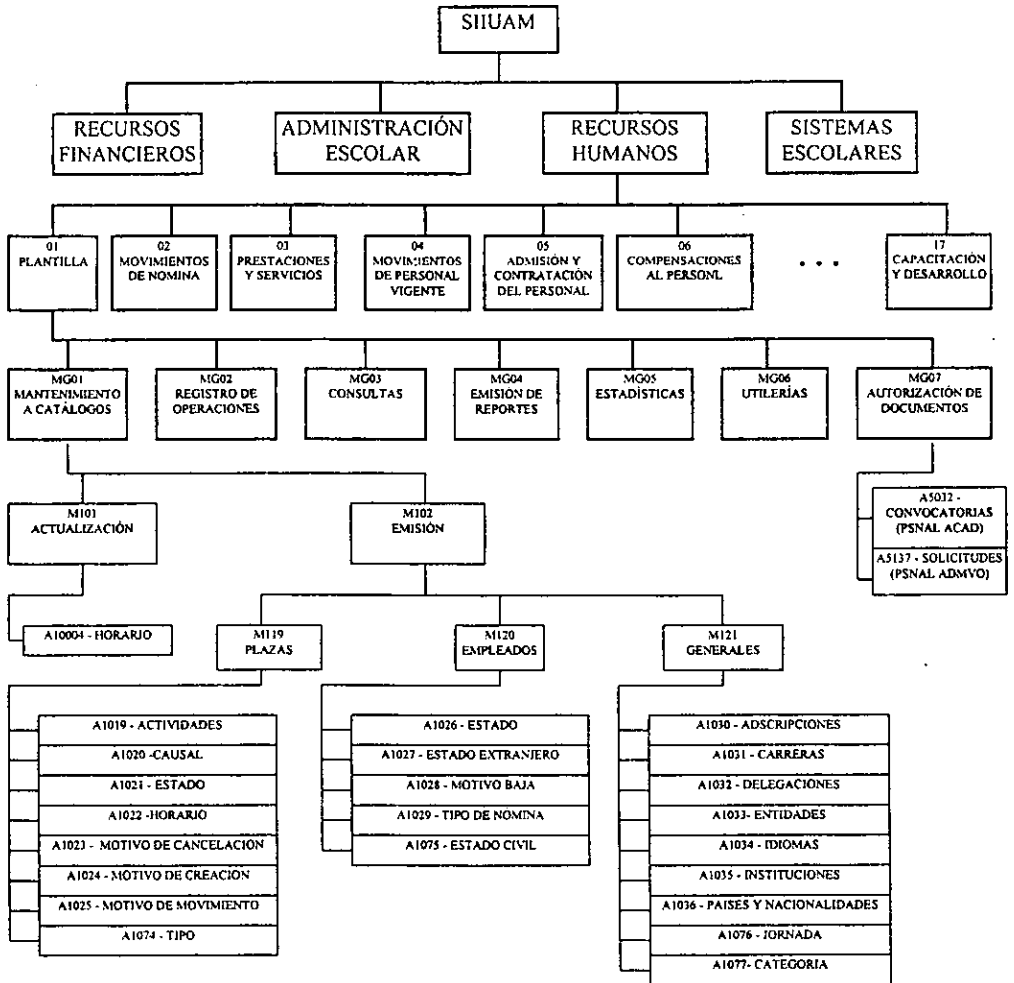 SIIUAM
RECURSOS
FINANCIEROS
ADMINISTRACIÓN
ESCOLAR
RECURSOS
HUMANOS
SISTEMAS
ESCOLARES
01
PLANTILLA
02
MOVIMIENTOS
DE NOMINA
03
PRESTACIONES
Y SERVICIOS
04
MOVIMIENTOS
DE PERSONAL
VIGENTE
05
ADMISIÓN Y
CONTRATACIÓN
DEL PERSONAL
06
COMPENSACIONES
AL PERSONL
• • •
17
CAPACITACIÓN
Y DESARROLLO
MG01
MANTENIMIENTO
A CATÁLOGOS
MG02
REGISTRO DE
OPERACIONES
MG03
CONSULTAS
MG04
EMISIÓN DE
REPORTES
MG05
ESTADÍSTICAS
MG06
UTILERÍAS
MG07
AUTORIZACIÓN DE
DOCUMENTOS
M101
ACTUALIZACIÓN
M102
EMISIÓN
A5032 -
CONVOCATORIAS
(PSNAL ACAD)
A5137 - SOLICITUDES
(PSNAL ADMVO)
A10004 - HORARIO
M119
PLAZAS
M120
EMPLEADOS
M121
GENERALES
A1019 - ACTIVIDADES
A1020 -CAUSAL
A1021 - ESTADO
A1022 -HORARIO
A1023 - MOTIVO DE CANCELACIÓN
A1024 - MOTIVO DE CREACIÓN
A1025 - MOTIVO DE MOVIMIENTO
A1074 - TIPO
A1026 - ESTADO
A1027 - ESTADO EXTRANJERO
A1028 - MOTIVO BAJA
A1029 - TIPO DE NÓMINA
A1075 - ESTADO CIVIL
A1030 - ADSCRIPCIONES
A1031 - CARRERAS
A1032 - DELEGACIONES
A1033- ENTIDADES
A1034 - IDIOMAS
A1035 - INSTITUCIONES
A1036 - PAISES Y NACIONALIDADES
A1076 - JORNADA
A1077- CATEGORIA